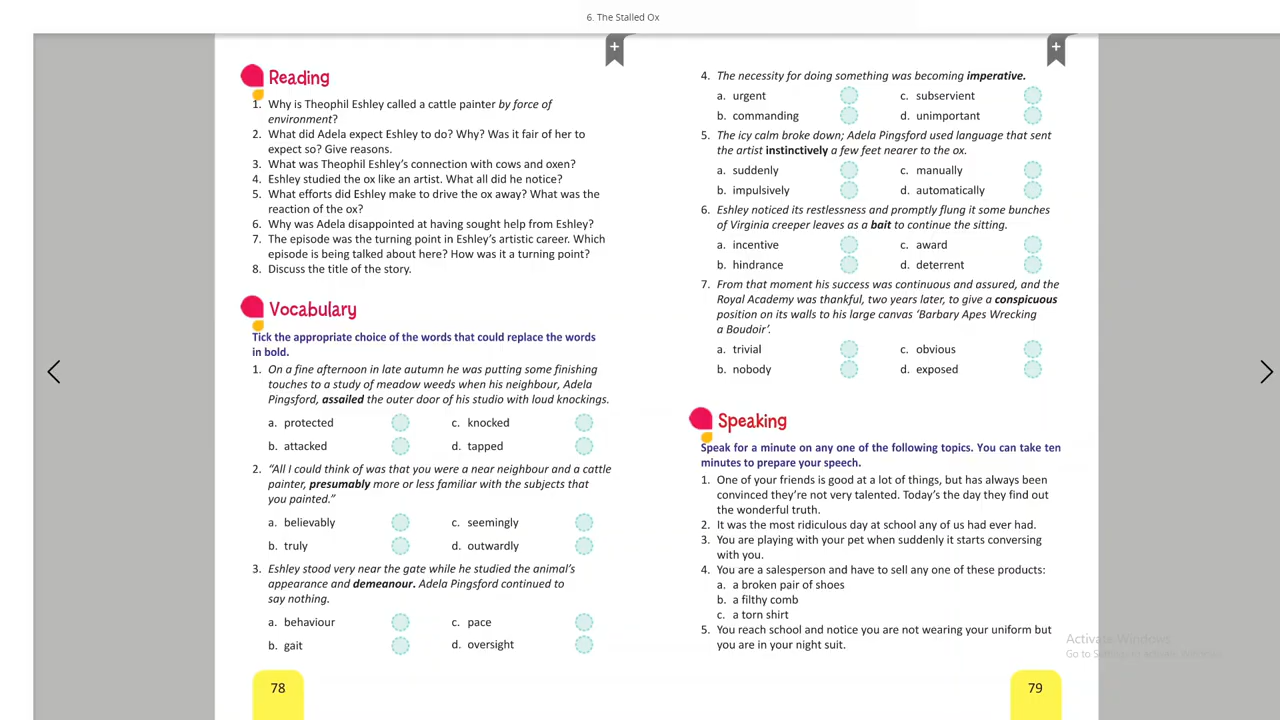 6. The Stalled Ox
Reading
1. Why is Theophil Eshley called a cattle painter by force of
environment?
2. What did Adela expect Eshley to do? Why? Was it fair of her to
expect so? Give reasons.
3. What was Theophil Eshley's connection with cows and oxen?
4. Eshley studied the ox like an artist. What all did he notice?
5. What efforts did Eshley make to drive the ox away? What was the
reaction of the ox?
6. Why was Adela disappointed at having sought help from Eshley?
7. The episode was the turning point in Eshley's artistic career. Which
episode is being talked about here? How was it a turning point?
8. Discuss the title of the story.
Vocabulary
Tick the appropriate choice of the words that could replace the words
in bold.
1. On a fine afternoon in late autumn he was putting some finishing
touches to a study of meadow weeds when his neighbour, Adela
Pingsford, assailed the outer door of his studio with loud knockings.
a. protected c. knocked
b. attacked d. tapped
2. “All I could think of was that you were a near neighbour and a cattle
painter, presumably more or less familiar with the subjects that
you painted.”
a. believably c. seemingly
b. truly d. outwardly
3. Eshley stood very near the gate while he studied the animal's
appearance and demeanour. Adela Pingsford continued to
say nothing.
a. behaviour c. pace
b. gait d. oversight
78
4. The necessity for doing something was becoming imperative.
a. urgent c. subservient
b. commanding d. unimportant
5. The icy calm broke down; Adela Pingsford used language that sent
the artist instinctively a few feet nearer to the ox.
a. suddenly c. manually
b. impulsively d. automatically
6. Eshley noticed its restlessness and promptly flung it some bunches
of Virginia creeper leaves as a bait to continue the sitting.
a. incentive c. award
b. hindrance d. deterrent
7. From that moment his success was continuous and assured, and the
Royal Academy was thankful, two years later, to give a conspicuous
position on its walls to his large canvas ‘Barbary Apes Wrecking
a Boudoir’.
a. trivial c. obvious
b. nobody d. exposed
Speaking
Speak for a minute on any one of the following topics. You can take ten
minutes to prepare your speech.
1. One of your friends is good at a lot of things, but has always been
convinced they're not very talented. Today's the day they find out
the wonderful truth.
2. It was the most ridiculous day at school any of us had ever had.
3. You are playing with your pet when suddenly it starts conversing
with you.
4. You are a salesperson and have to sell any one of these products:
a. a broken pair of shoes
b. a filthy comb
c. a torn shirt
5. You reach school and notice you are not wearing your uniform but
you are in your night suit.
79
Activate Windows
Go to Settings to activate Windows.